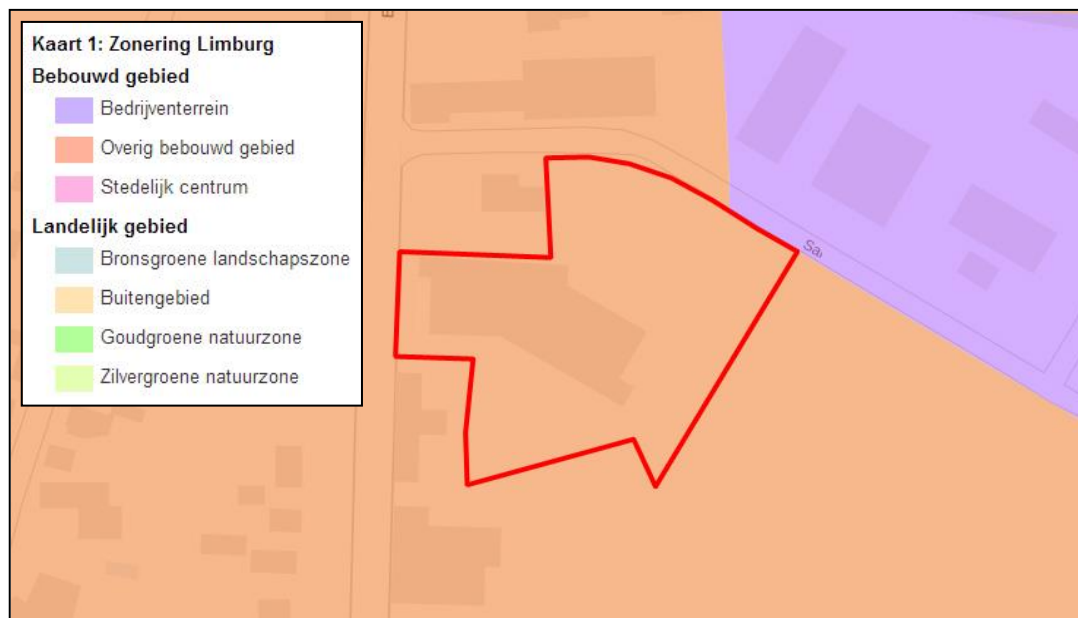 Kaart 1: Zonering Limburg
Bebouwd gebied
Bedrijventerrein
Overig bebouwd gebied
Stedelijk centrum
Landelijk gebied
Bronsgroene landschapszone
Buitengebied
Goudgroene natuurzone
Zilvergroene natuurzone